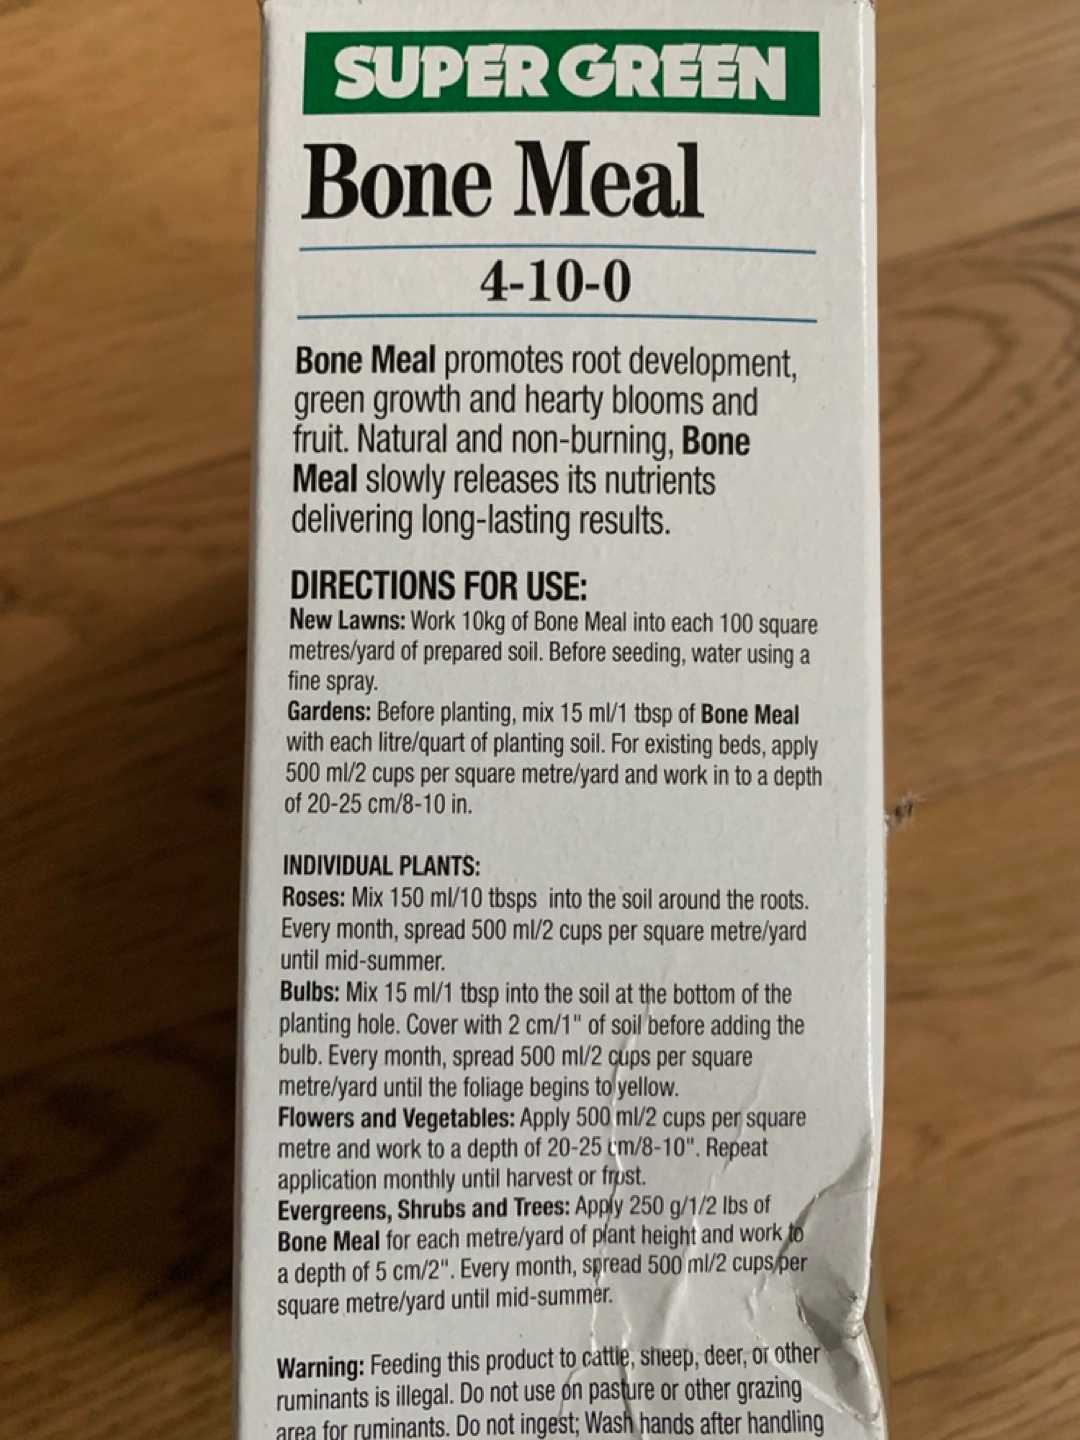 SUPER GREEN
Bone Meal
4-10-0
Bone Meal promotes root development,
green growth and hearty blooms and
fruit. Natural and non-burning, Bone
Meal slowly releases its nutrients
delivering long-lasting results.
DIRECTIONS FOR USE:
New Lawns: Work 10kg of Bone Meal into each 100 square
metres/yard of prepared soil. Before seeding, water using a
fine spray.
Gardens: Before planting, mix 15 ml/1 tbsp of Bone Meal
with each litre/quart of planting soil. For existing beds, apply
500 ml/2 cups per square metre/yard and work in to a depth
of 20-25 cm/8-10 in.
INDIVIDUAL PLANTS:
Roses: Mix 150 ml/10 tbsps into the soil around the roots.
Every month, spread 500 ml/2 cups per square metre/yard
until mid-summer.
Bulbs: Mix 15 ml/1 tbsp into the soil at the bottom of the
planting hole. Cover with 2 cm/1" of soil before adding the
bulb. Every month, spread 500 ml/2 cups per square
metre/yard until the foliage begins to yellow.
Flowers and Vegetables: Apply 500 ml/2 cups per square
metre and work to a depth of 20-25 cm/8-10". Repeat
application monthly until harvest or frost.
Evergreens, Shrubs and Trees: Apply 250 g/1/2 lbs of
Bone Meal for each metre/yard of plant height and work to
a depth of 5 cm/2". Every month, spread 500 ml/2 cups per
square metre/yard until mid-summer.
Warning: Feeding this product to cattle, sheep, deer, or other
ruminants is illegal. Do not use on pasture or other grazing
area for ruminants. Do not ingest; Wash hands after handling